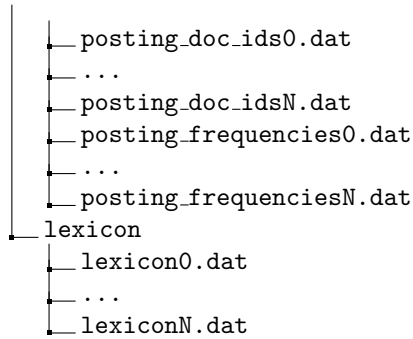 posting_doc_ids0.dat
...
posting_doc_idsN.dat
posting_frequencies0.dat
...
posting_frequenciesN.dat
lexicon
lexicon0.dat
...
lexiconN.dat